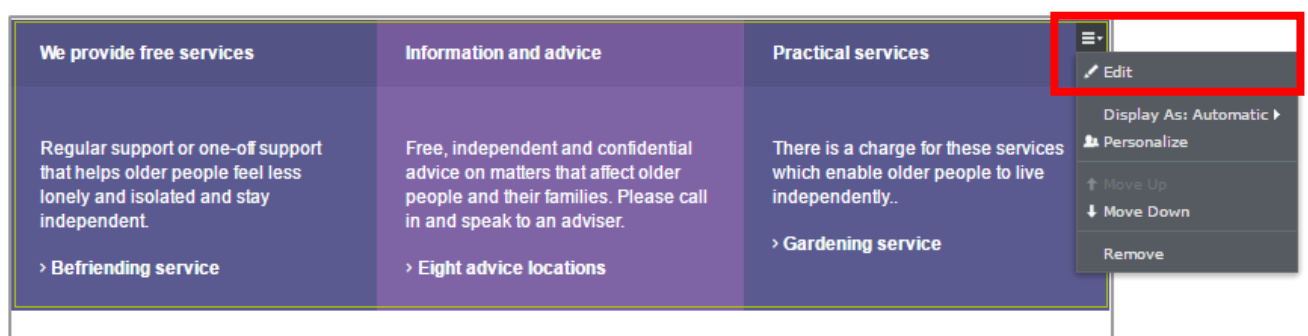 We provide free services
Regular support or one-off support
that helps older people feel less
lonely and isolated and stay
independent.
› Befriending service
Information and advice
Free, independent and confidential
advice on matters that affect older
people and their families. Please call
in and speak to an adviser.
› Eight advice locations
Practical services
There is a charge for these services
which enable older people to live
independently..
› Gardening service
Edit
Display As: Automatic
Personalize
Move Up
Move Down
Remove